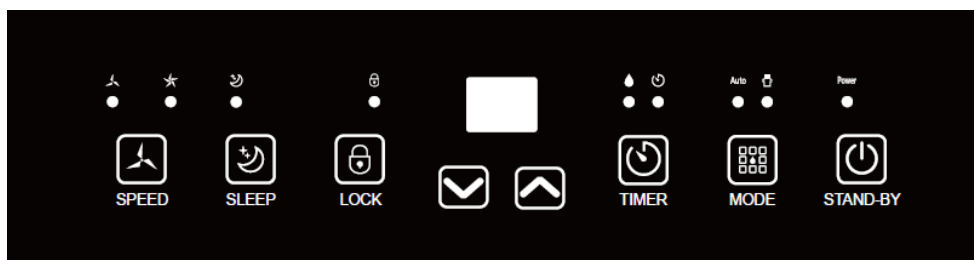 Auto
Power
SPEED
SLEEP
LOCK
TIMER
MODE
STAND-BY